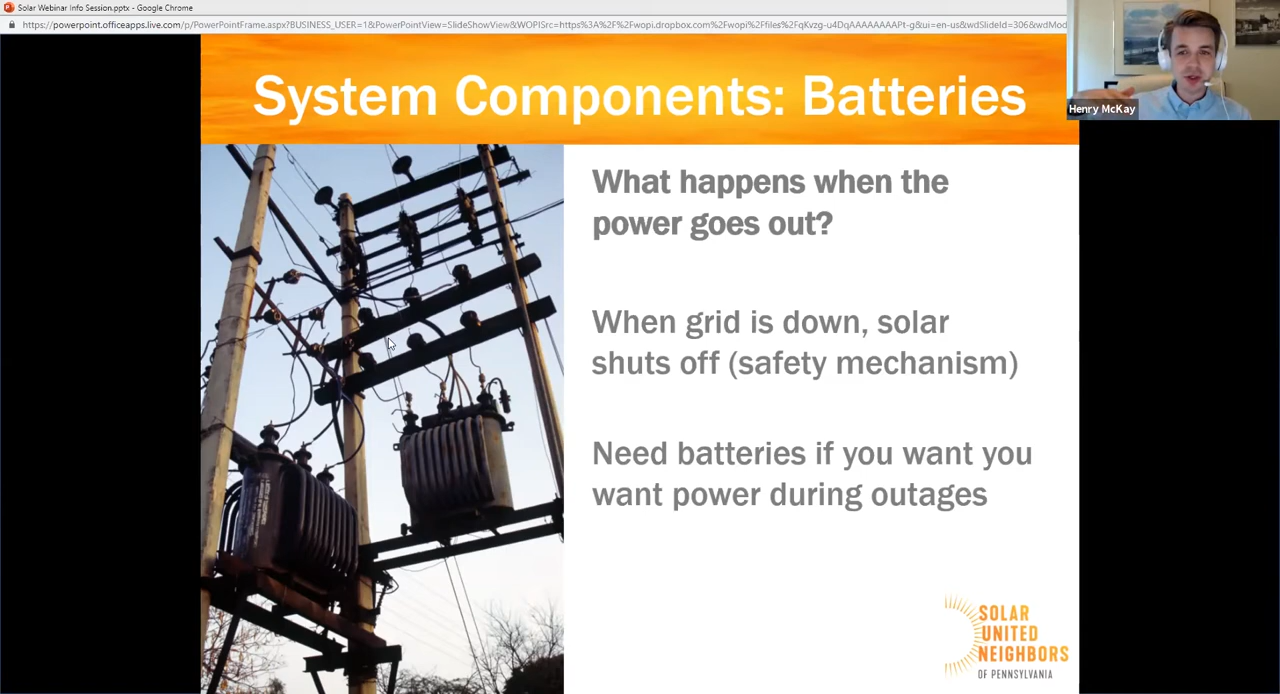 Solar Webinar Info Session.pptx - Google Chrome
https://powerpoint.officeapps.live.com/p/PowerPointFrame.aspx?BUSINESS_USER=1&PowerPointView=SlideShowView&WOPISrc=https%3A%2F%2Fwopi.dropbox.com%2Fwopi%2Ffiles%2FqKvzg-u4DqAAAAAAAAPt-g&ui=en-us&wdSlideId=306&wdMod
Henry McKay
System Components: Batteries
What happens when the
power goes out?
When grid is down, solar
shuts off (safety mechanism)
Need batteries if you want you
want power during outages
SOLAR
UNITED
NEIGHBORS
OF PENNSYLVANIA